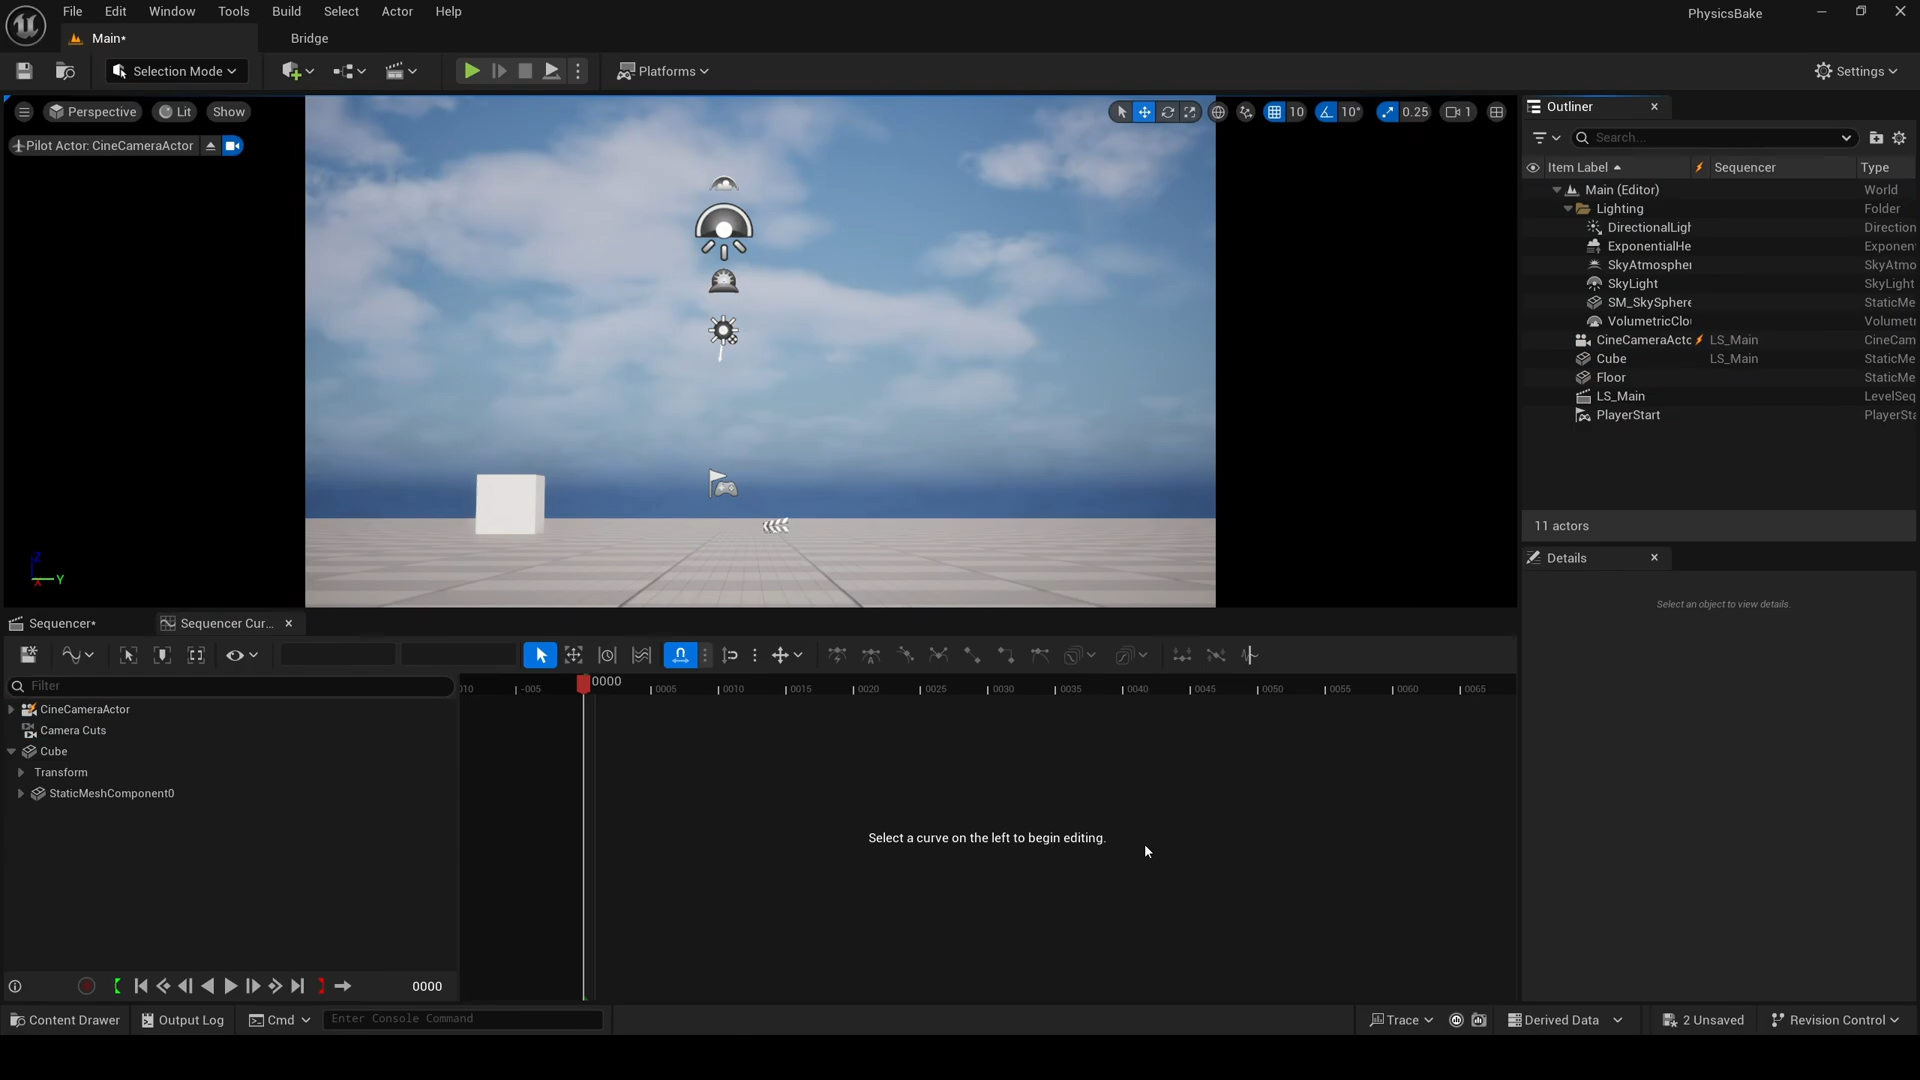 File Edit Window Tools Build Select Actor Help
PhysicsBake
Main*
Bridge
Selection Mode
Platforms
Settings
Perspective
Lit
Show
10
10°
0.25
1
Pilot Actor: CineCameraActor
Z
Y
Outliner
Search...
Item Label
Sequencer
Type
Main (Editor) World
Lighting Folder
DirectionalLigh Direction
ExponentialHe Exponen
SkyAtmospher SkyAtmo
SkyLight SkyLight
SM_SkySphere StaticMe
VolumetricClo Volumetr
CineCameraActo LS_Main CineCam
Cube LS_Main StaticMe
Floor StaticMe
LS_Main LevelSeq
PlayerStart PlayerSta
11 actors
Details
Select an object to view details.
Sequencer*
Sequencer Cur...
Filter
010 -005 0000 0005 0010 0015 0020 0025 0030 0035 0040 0045 0050 0055 0060 0065
CineCameraActor
Camera Cuts
Cube
Transform
StaticMeshComponent0
Select a curve on the left to begin editing.
0000
Content Drawer
Output Log
Cmd
Enter Console Command
Trace
Derived Data
2 Unsaved
Revision Control